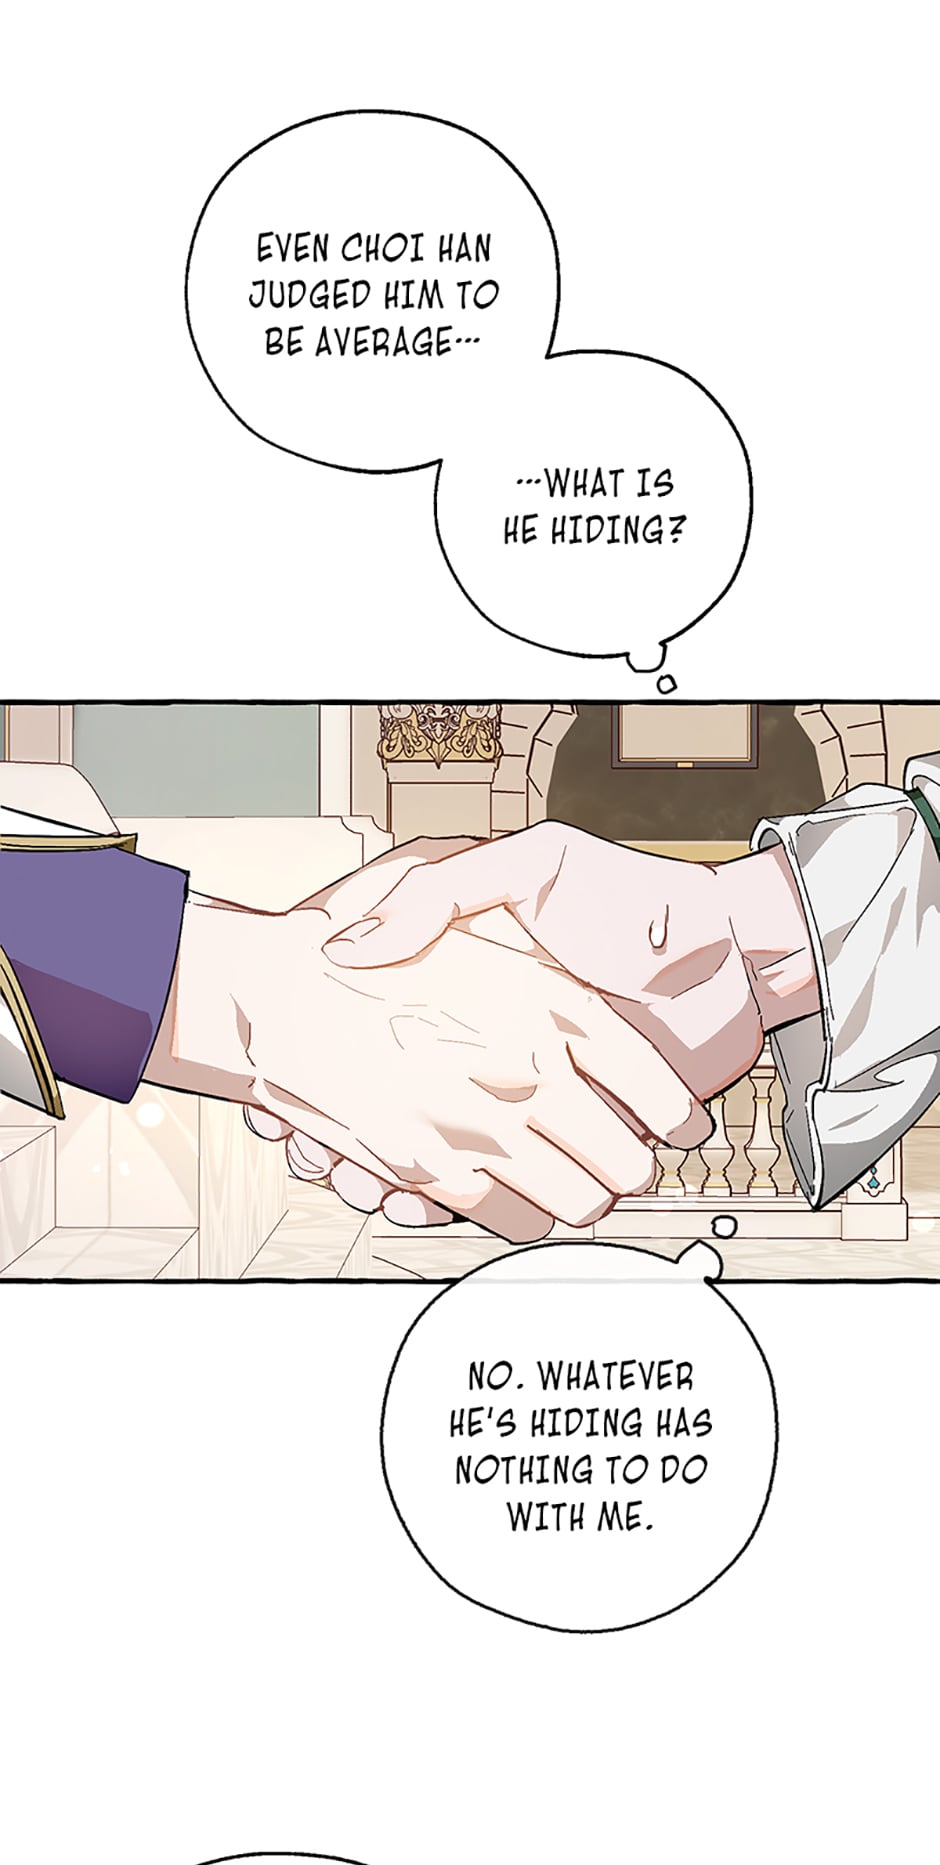 EVEN CHOI HAN
JUDGED HIM TO
BE AVERAGE...
...WHAT IS
HE HIDING?
NO. WHATEVER
HE'S HIDING HAS
NOTHING TO DO
WITH ME.